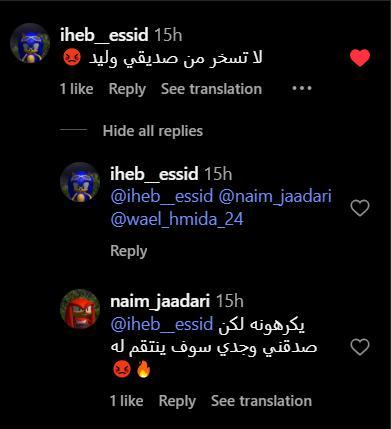 iheb__essid 15h
لا تسخر من صديقي وليد 😡
1 like Reply See translation •••
Hide all replies
iheb__essid 15h
@iheb__essid @naim_jaadari
@wael_hmida_24
Reply
naim_jaadari 15h
@iheb__essid يكرهونه لكن
صدقني وجدي سوف ينتقم له
😡🔥
1 like Reply See translation